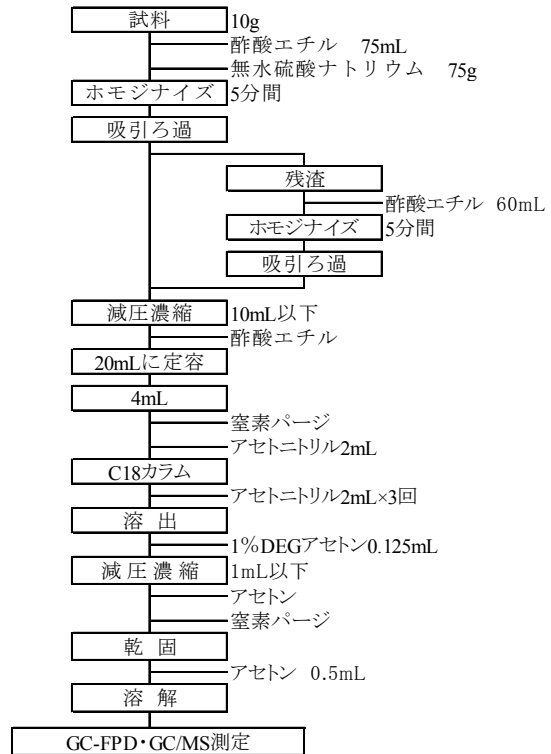 試料 10g
酢酸エチル 75mL
無水硫酸ナトリウム 75g
ホモジナイズ 5分間
吸引ろ過
残渣
酢酸エチル 60mL
ホモジナイズ 5分間
吸引ろ過
減圧濃縮 10mL以下
酢酸エチル
20mLに定容
4mL
窒素パージ
アセトニトリル2mL
C18カラム
アセトニトリル2mL×3回
溶出
1%DEGアセトン0.125mL
減圧濃縮 1mL以下
アセトン
窒素パージ
乾固
アセトン 0.5mL
溶解
GC-FPD・GC/MS測定